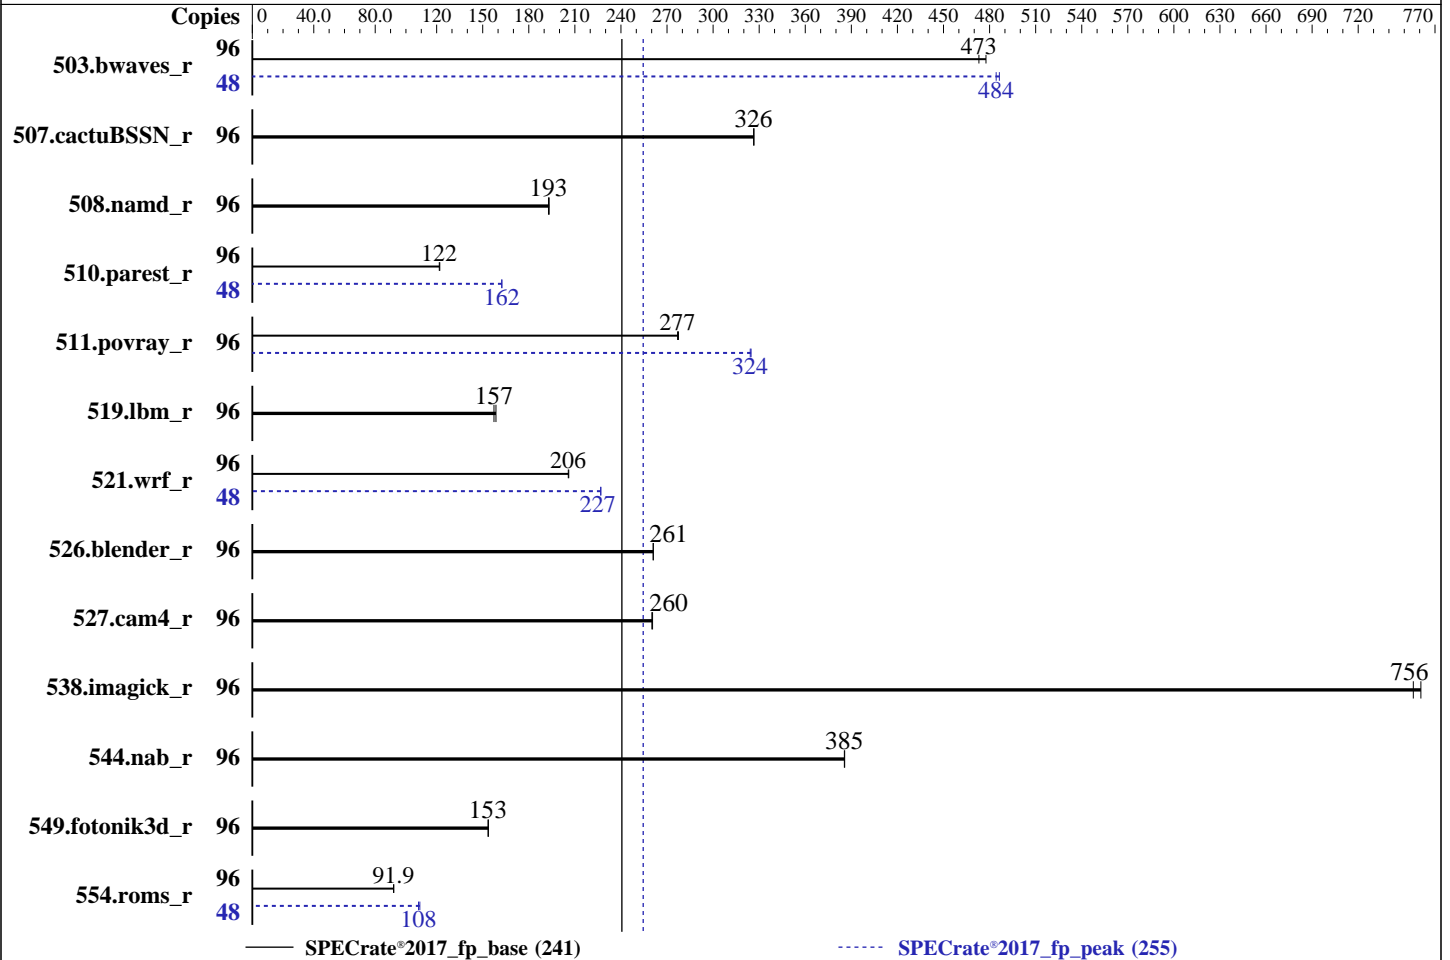 Copies 0 40.0 80.0 120 150 180 210 240 270 300 330 360 390 420 450 480 510 540 570 600 630 660 690 720 770
503.bwaves_r 96 473
48 484
507.cactuBSSN_r 96 326
508.namd_r 96 193
510.parest_r 96 122
48 162
511.povray_r 96 277
324
519.lbm_r 96 157
521.wrf_r 96 206
48 227
526.blender_r 96 261
527.cam4_r 96 260
538.imagick_r 96 756
544.nab_r 96 385
549.fotonik3d_r 96 153
554.roms_r 96 91.9
48 108
SPECrate®2017_fp_base (241) SPECrate®2017_fp_peak (255)